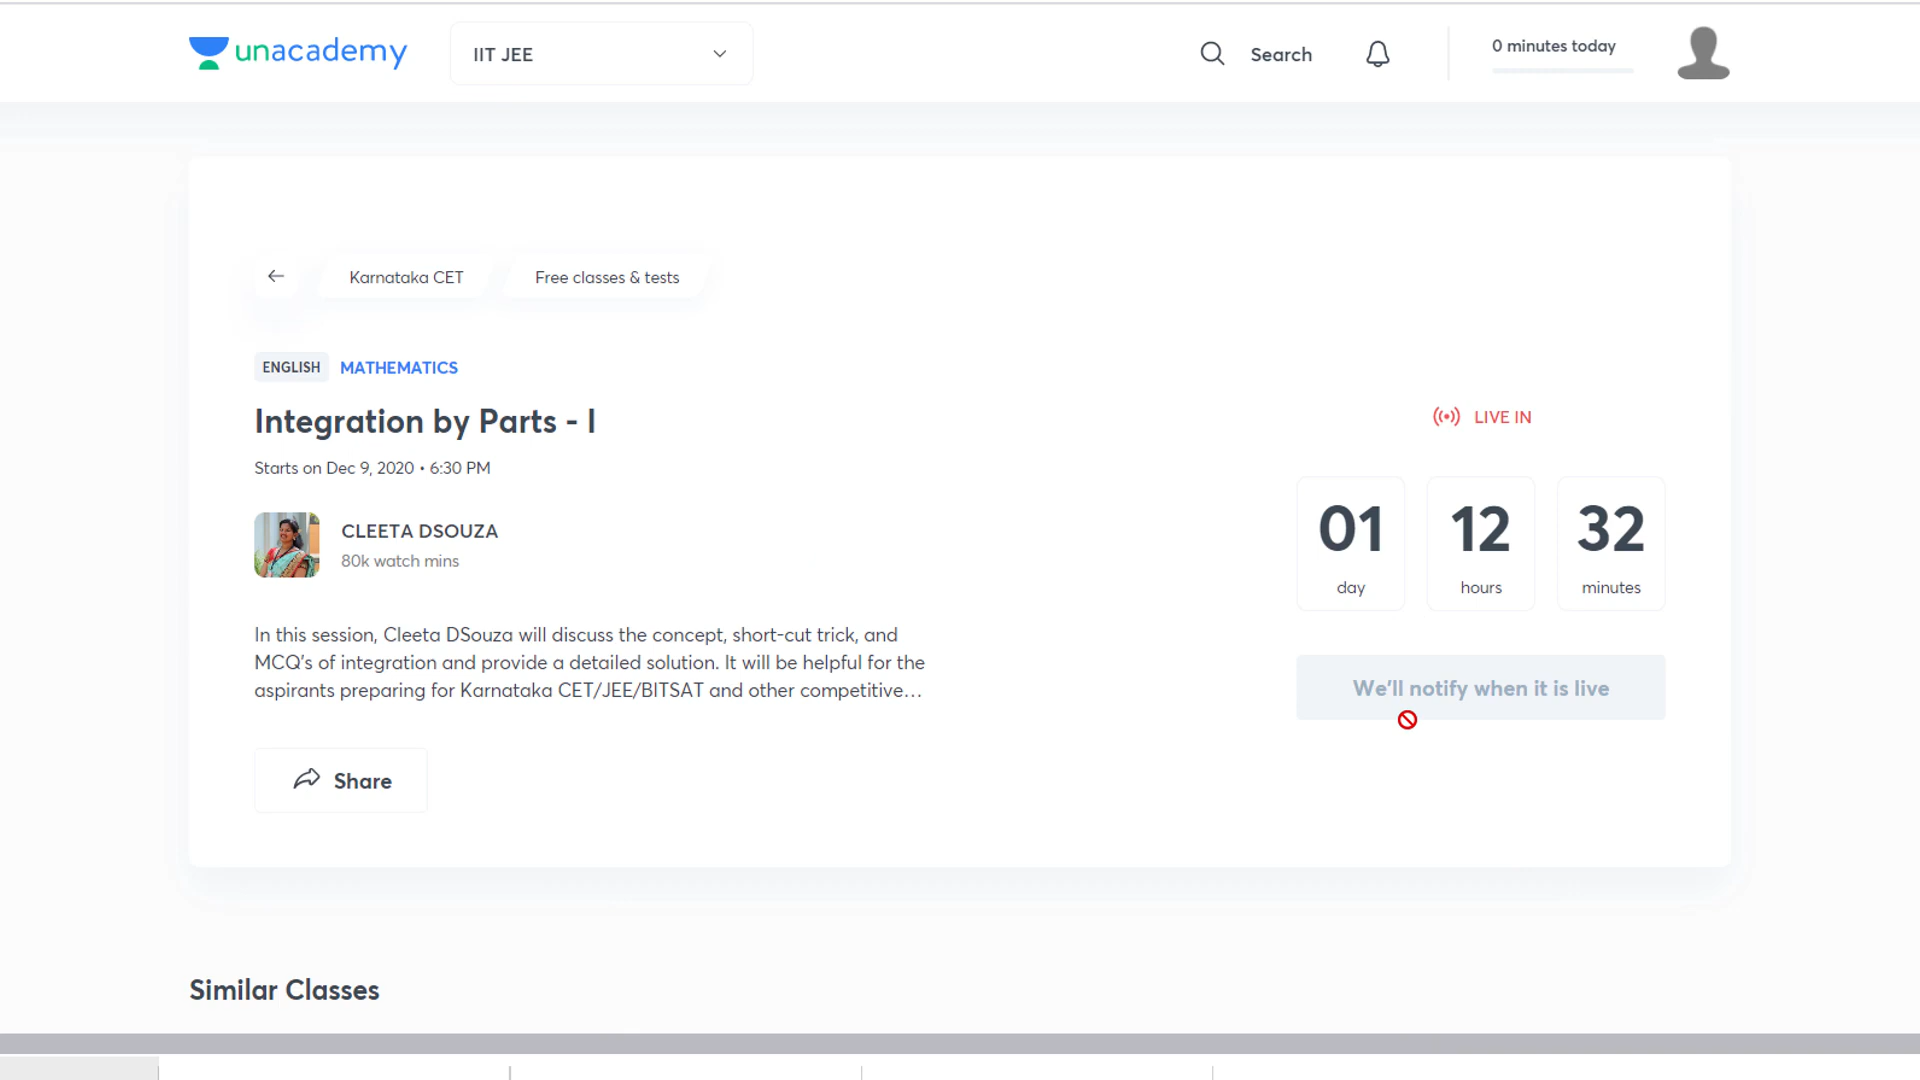 unacademy
IIT JEE
Search
0 minutes today
Karnataka CET
Free classes & tests
ENGLISH MATHEMATICS
Integration by Parts - I
Starts on Dec 9, 2020 • 6:30 PM
CLEETA DSOUZA
80k watch mins
In this session, Cleeta DSouza will discuss the concept, short-cut trick, and
MCQ's of integration and provide a detailed solution. It will be helpful for the
aspirants preparing for Karnataka CET/JEE/BITSAT and other competitive...
Share
LIVE IN
01 12 32
day hours minutes
We'll notify when it is live
Similar Classes